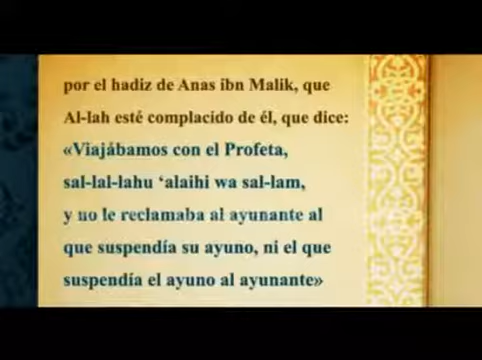 por el hadiz de Anas ibn Malik, que
Al-lah esté complacido de él, que dice:
«Viajábamos con el Profeta,
sal-lal-lahu ‘alaihi wa sal-lam,
y no le reclamaba al ayunante al
que suspendía su ayuno, ni el que
suspendía el ayuno al ayunante»